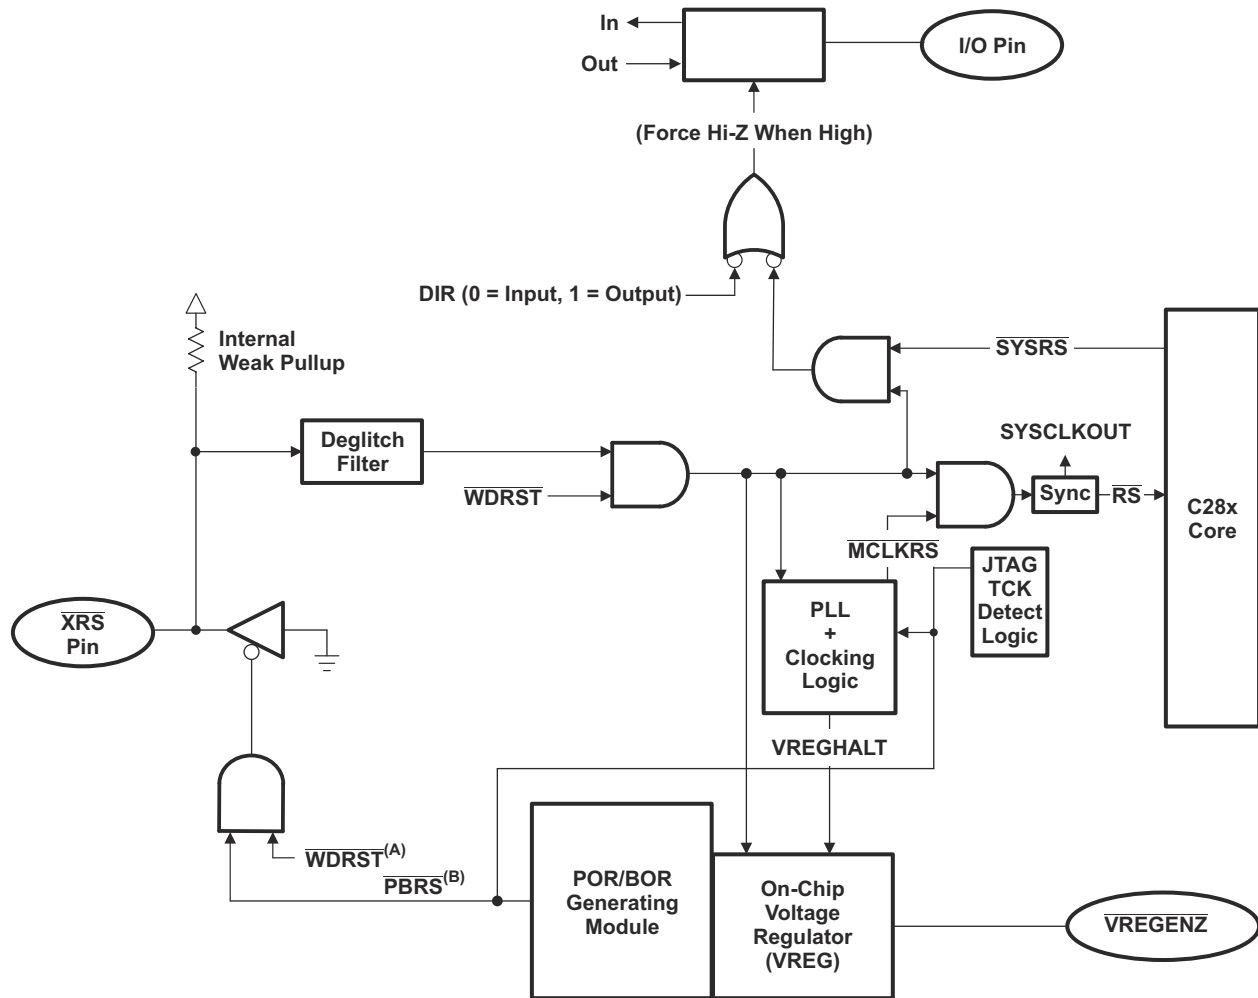 In
Out
I/O Pin
(Force Hi-Z When High)
DIR (0 = Input, 1 = Output)
Internal
Weak Pullup
SYSRS
Deglitch
Filter
WDRST
SYSCLKOUT
Sync
RS
C28x
Core
MCLKRS
JTAG
TCK
Detect
Logic
PLL
+
Clocking
Logic
XRS
Pin
VREGHALT
WDRST(A)
PBRS(B)
POR/BOR
Generating
Module
On-Chip
Voltage
Regulator
(VREG)
VREGENZ